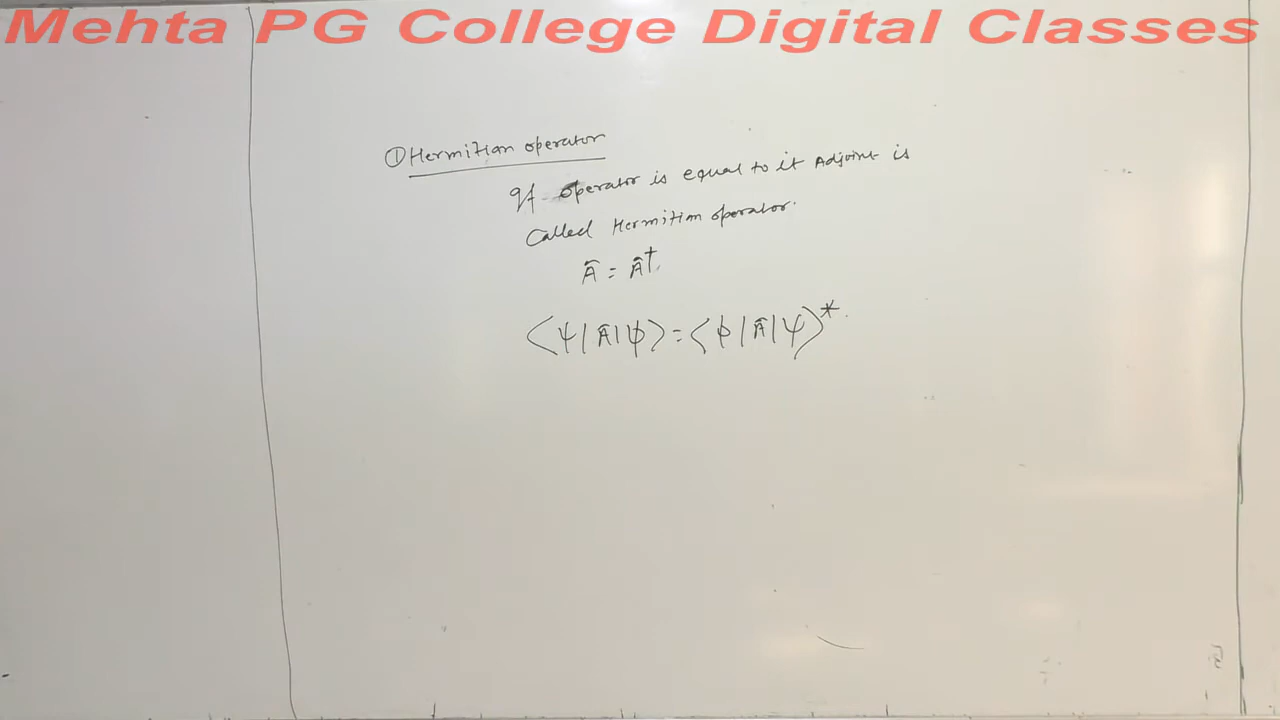 Mehta PG College Digital Classes
① Hermitian operator
If operator is equal to it Adjoint is
Called Hermitian operator.
Â = Â†.
⟨ψ|Â|φ⟩ = ⟨φ|Â|ψ⟩*.